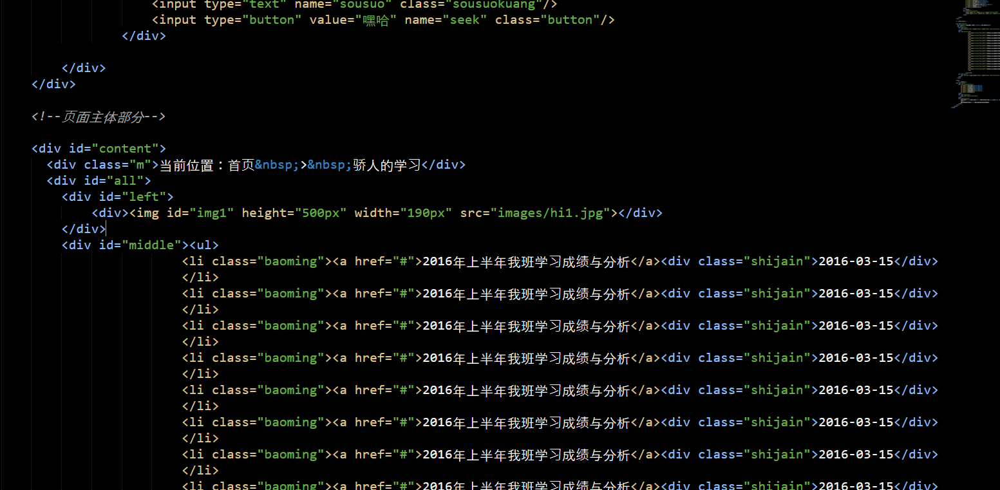 <input type="text" name="sousuo" class="sousuokuang"/>
<input type="button" value="嘿哈" name="seek" class="button"/>
</div>
</div>
</div>
<!--页面主体部分-->
<div id="content">
<div class="m">当前位置：首页&nbsp;>&nbsp;骄人的学习</div>
<div id="all">
<div id="left">
<div><img id="img1" height="500px" width="190px" src="images/hi1.jpg"></div>
</div>
<div id="middle"><ul>
<li class="baoming"><a href="#">2016年上半年我班学习成绩与分析</a><div class="shijain">2016-03-15</div>
</li>
<li class="baoming"><a href="#">2016年上半年我班学习成绩与分析</a><div class="shijain">2016-03-15</div>
</li>
<li class="baoming"><a href="#">2016年上半年我班学习成绩与分析</a><div class="shijain">2016-03-15</div>
</li>
<li class="baoming"><a href="#">2016年上半年我班学习成绩与分析</a><div class="shijain">2016-03-15</div>
</li>
<li class="baoming"><a href="#">2016年上半年我班学习成绩与分析</a><div class="shijain">2016-03-15</div>
</li>
<li class="baoming"><a href="#">2016年上半年我班学习成绩与分析</a><div class="shijain">2016-03-15</div>
</li>
<li class="baoming"><a href="#">2016年上半年我班学习成绩与分析</a><div class="shijain">2016-03-15</div>
</li>
<li class="baoming"><a href="#">2016年上半年我班学习成绩与分析</a><div class="shijain">2016-03-15</div>